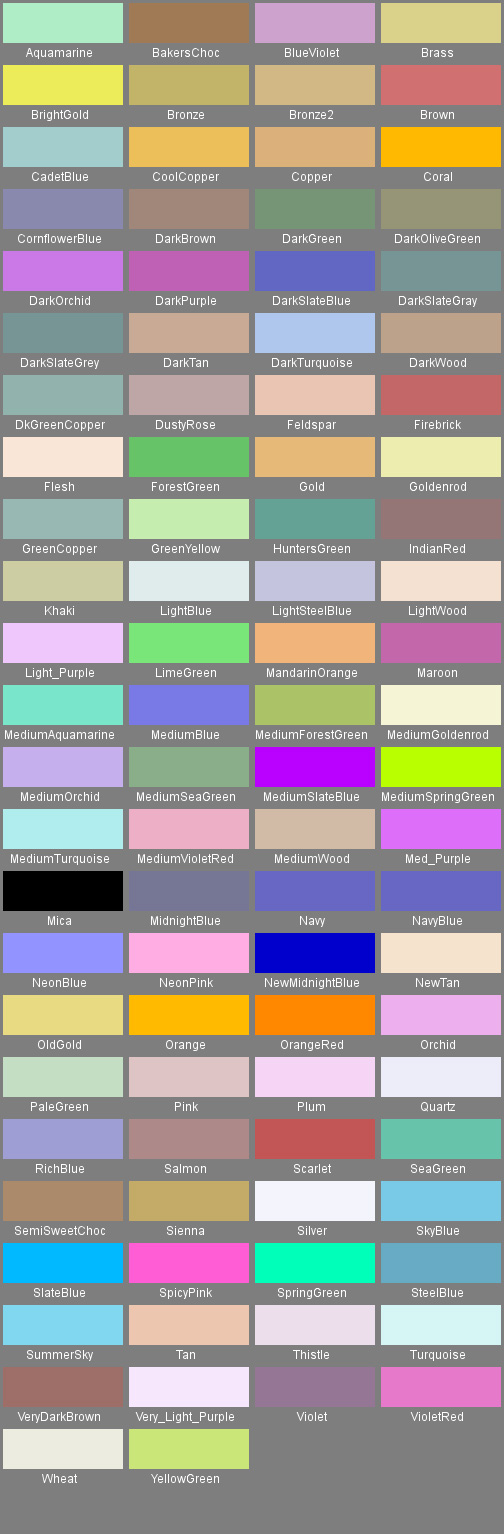 Aquamarine BakersChoc BlueViolet Brass
BrightGold Bronze Bronze2 Brown
CadetBlue CoolCopper Copper Coral
CornflowerBlue DarkBrown DarkGreen DarkOliveGreen
DarkOrchid DarkPurple DarkSlateBlue DarkSlateGray
DarkSlateGrey DarkTan DarkTurquoise DarkWood
DkGreenCopper DustyRose Feldspar Firebrick
Flesh ForestGreen Gold Goldenrod
GreenCopper GreenYellow HuntersGreen IndianRed
Khaki LightBlue LightSteelBlue LightWood
Light_Purple LimeGreen MandarinOrange Maroon
MediumAquamarine MediumBlue MediumForestGreen MediumGoldenrod
MediumOrchid MediumSeaGreen MediumSlateBlue MediumSpringGreen
MediumTurquoise MediumVioletRed MediumWood Med_Purple
Mica MidnightBlue Navy NavyBlue
NeonBlue NeonPink NewMidnightBlue NewTan
OldGold Orange OrangeRed Orchid
PaleGreen Pink Plum Quartz
RichBlue Salmon Scarlet SeaGreen
SemiSweetChoc Sienna Silver SkyBlue
SlateBlue SpicyPink SpringGreen SteelBlue
SummerSky Tan Thistle Turquoise
VeryDarkBrown Very_Light_Purple Violet VioletRed
Wheat YellowGreen